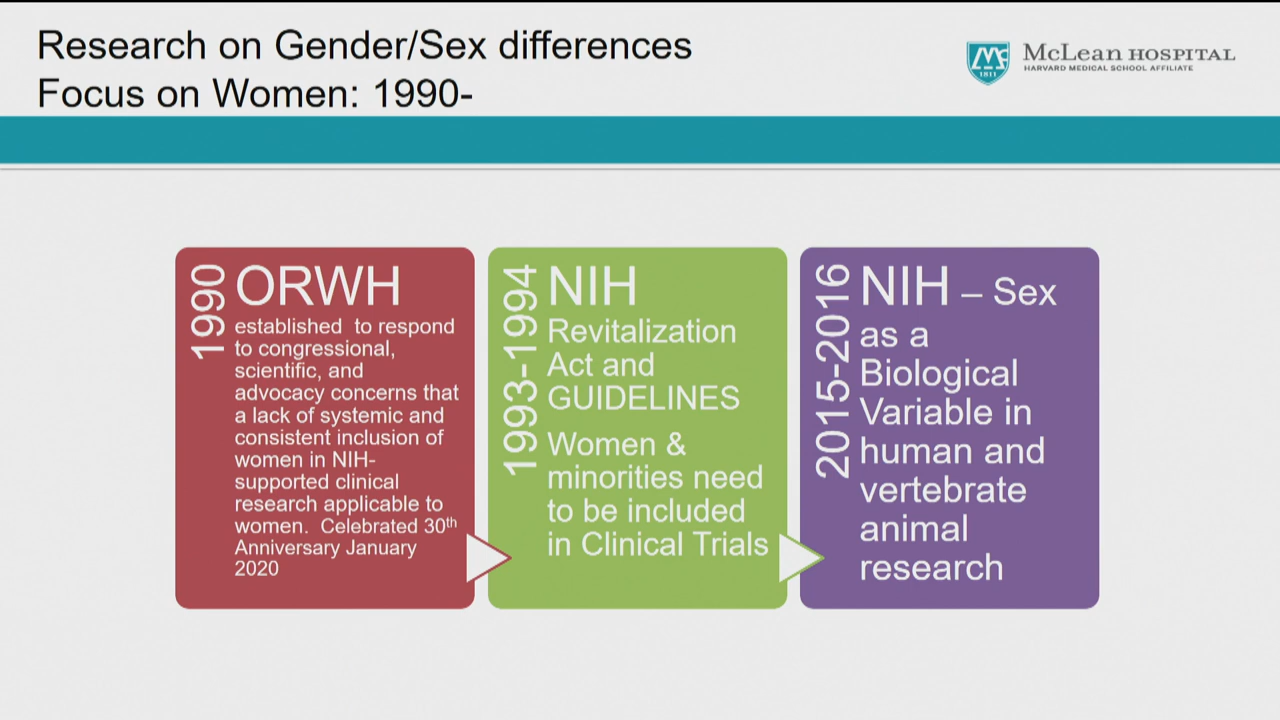 Research on Gender/Sex differences
Focus on Women: 1990-
McLean HOSPITAL
HARVARD MEDICAL SCHOOL AFFILIATE
1811
1990
ORWH
established to respond
to congressional,
scientific, and
advocacy concerns that
a lack of systemic and
consistent inclusion of
women in NIH-
supported clinical
research applicable to
women. Celebrated 30th
Anniversary January
2020
1993-1994
NIH
Revitalization
Act and
GUIDELINES
Women &
minorities need
to be included
in Clinical Trials
2015-2016
NIH – Sex
as a
Biological
Variable in
human and
vertebrate
animal
research